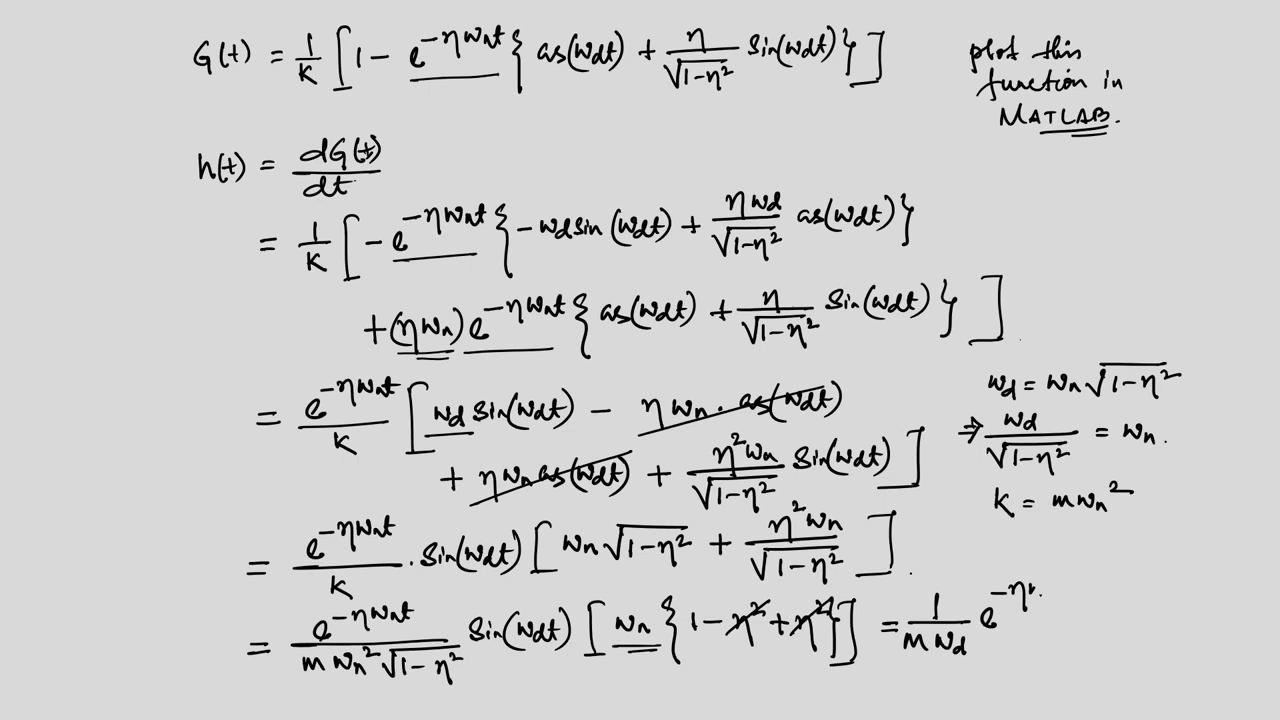 G(t) = 1/K [1 - e^{-ηωnt} { cos(ωdt) + η/√(1-η²) Sin(ωdt) } ]
plot this
function in
MATLAB.
h(t) = dG(t)/dt
= 1/K [ - e^{-ηωnt} { - ωd sin(ωdt) + ηωd/√(1-η²) cos(ωdt) }
+ (ηωn) e^{-ηωnt} { cos(ωdt) + η/√(1-η²) Sin(ωdt) } ]
= e^{-ηωnt}/K [ ωd Sin(ωdt) - ηωn. cos(ωdt)
+ ηωn cos(ωdt) + η²ωn/√(1-η²) Sin(ωdt) ]
ωd = ωn √(1-η²)
⇒ ωd/√(1-η²) = ωn.
K = mωn²
= e^{-ηωnt}/K . Sin(ωdt) [ ωn √(1-η²) + η²ωn/√(1-η²) ]
= e^{-ηωnt}/(mωn² √(1-η²)) Sin(ωdt) [ ωn { 1 - η² + η² } ] = 1/(mωd) e^{-η